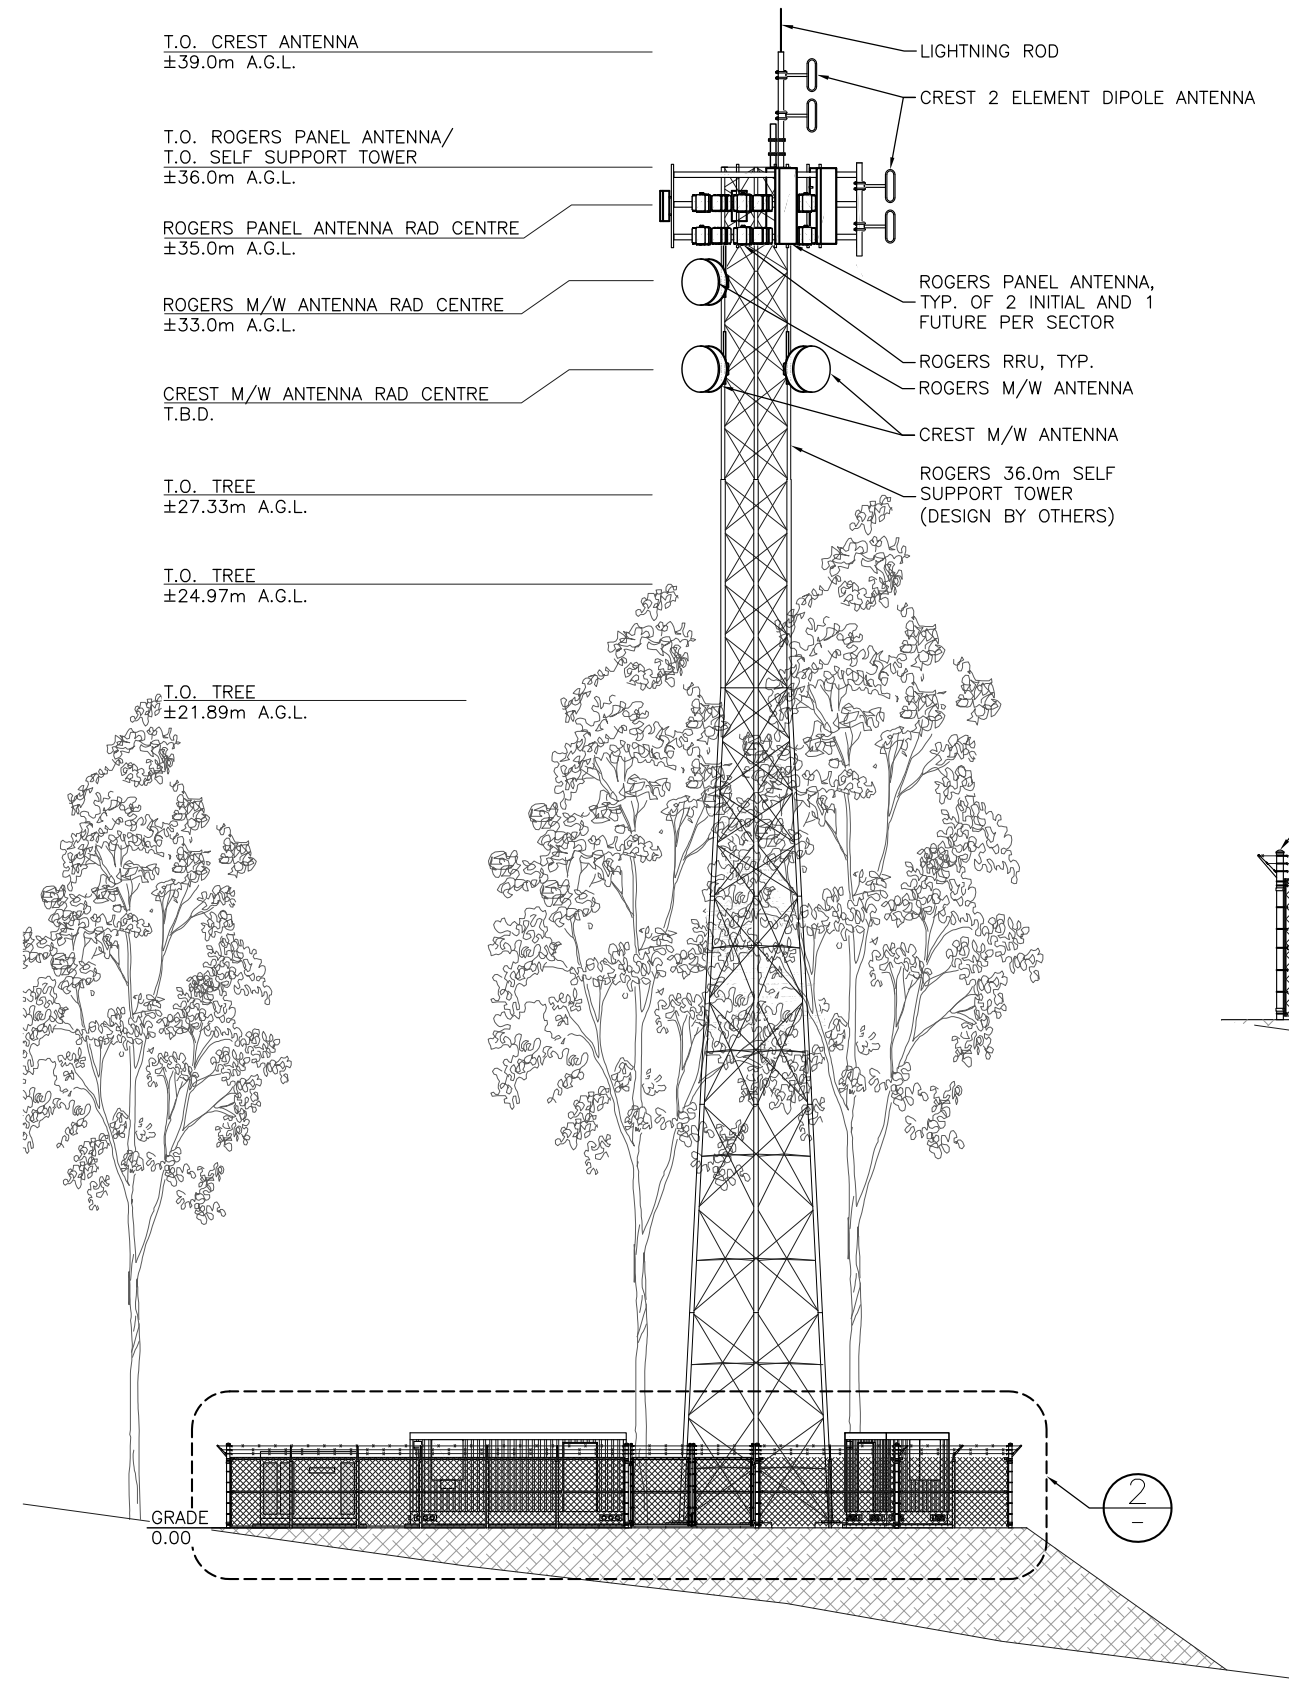 T.O. CREST ANTENNA
±39.0m A.G.L.
T.O. ROGERS PANEL ANTENNA/
T.O. SELF SUPPORT TOWER
±36.0m A.G.L.
ROGERS PANEL ANTENNA RAD CENTRE
±35.0m A.G.L.
ROGERS M/W ANTENNA RAD CENTRE
±33.0m A.G.L.
CREST M/W ANTENNA RAD CENTRE
T.B.D.
T.O. TREE
±27.33m A.G.L.
T.O. TREE
±24.97m A.G.L.
T.O. TREE
±21.89m A.G.L.
LIGHTNING ROD
CREST 2 ELEMENT DIPOLE ANTENNA
ROGERS PANEL ANTENNA,
TYP. OF 2 INITIAL AND 1
FUTURE PER SECTOR
ROGERS RRU, TYP.
ROGERS M/W ANTENNA
CREST M/W ANTENNA
ROGERS 36.0m SELF
SUPPORT TOWER
(DESIGN BY OTHERS)
GRADE
0.00
2
-